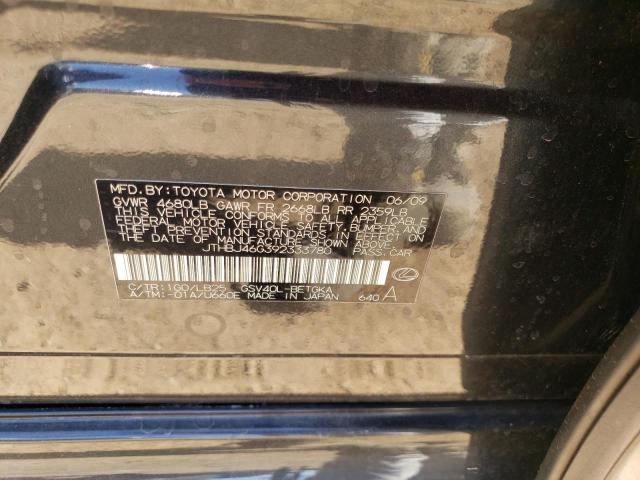 MFD. BY: TOYOTA MOTOR CORPORATION 06/09
GVWR 4680LB GAWR FR 2668LB RR 2359LB
THIS VEHICLE CONFORMS TO ALL APPLICABLE
FEDERAL MOTOR VEHICLE SAFETY, BUMPER, AND
THEFT PREVENTION STANDARDS IN EFFECT ON
THE DATE OF MANUFACTURE SHOWN ABOVE.
JTHBJ46G392333780 PASS. CAR
C/TR: 1G0/LB25 GSV40L-BETGKA
A/TM: -01A/U660E MADE IN JAPAN 640 A